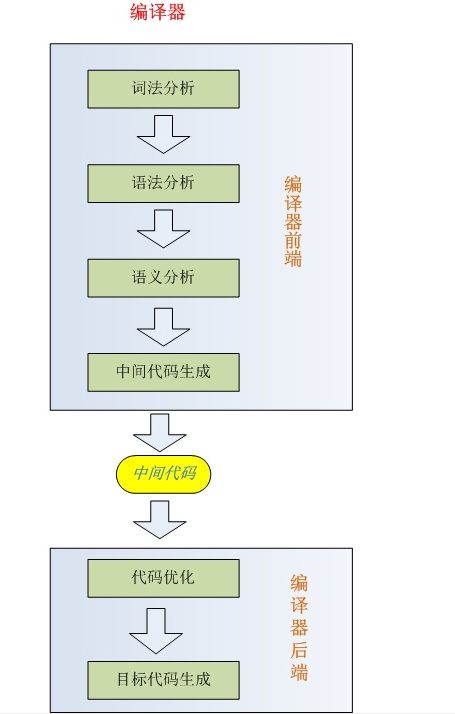 编译器
词法分析
语法分析
语义分析
中间代码生成
编译器前端
中间代码
代码优化
目标代码生成
编译器后端